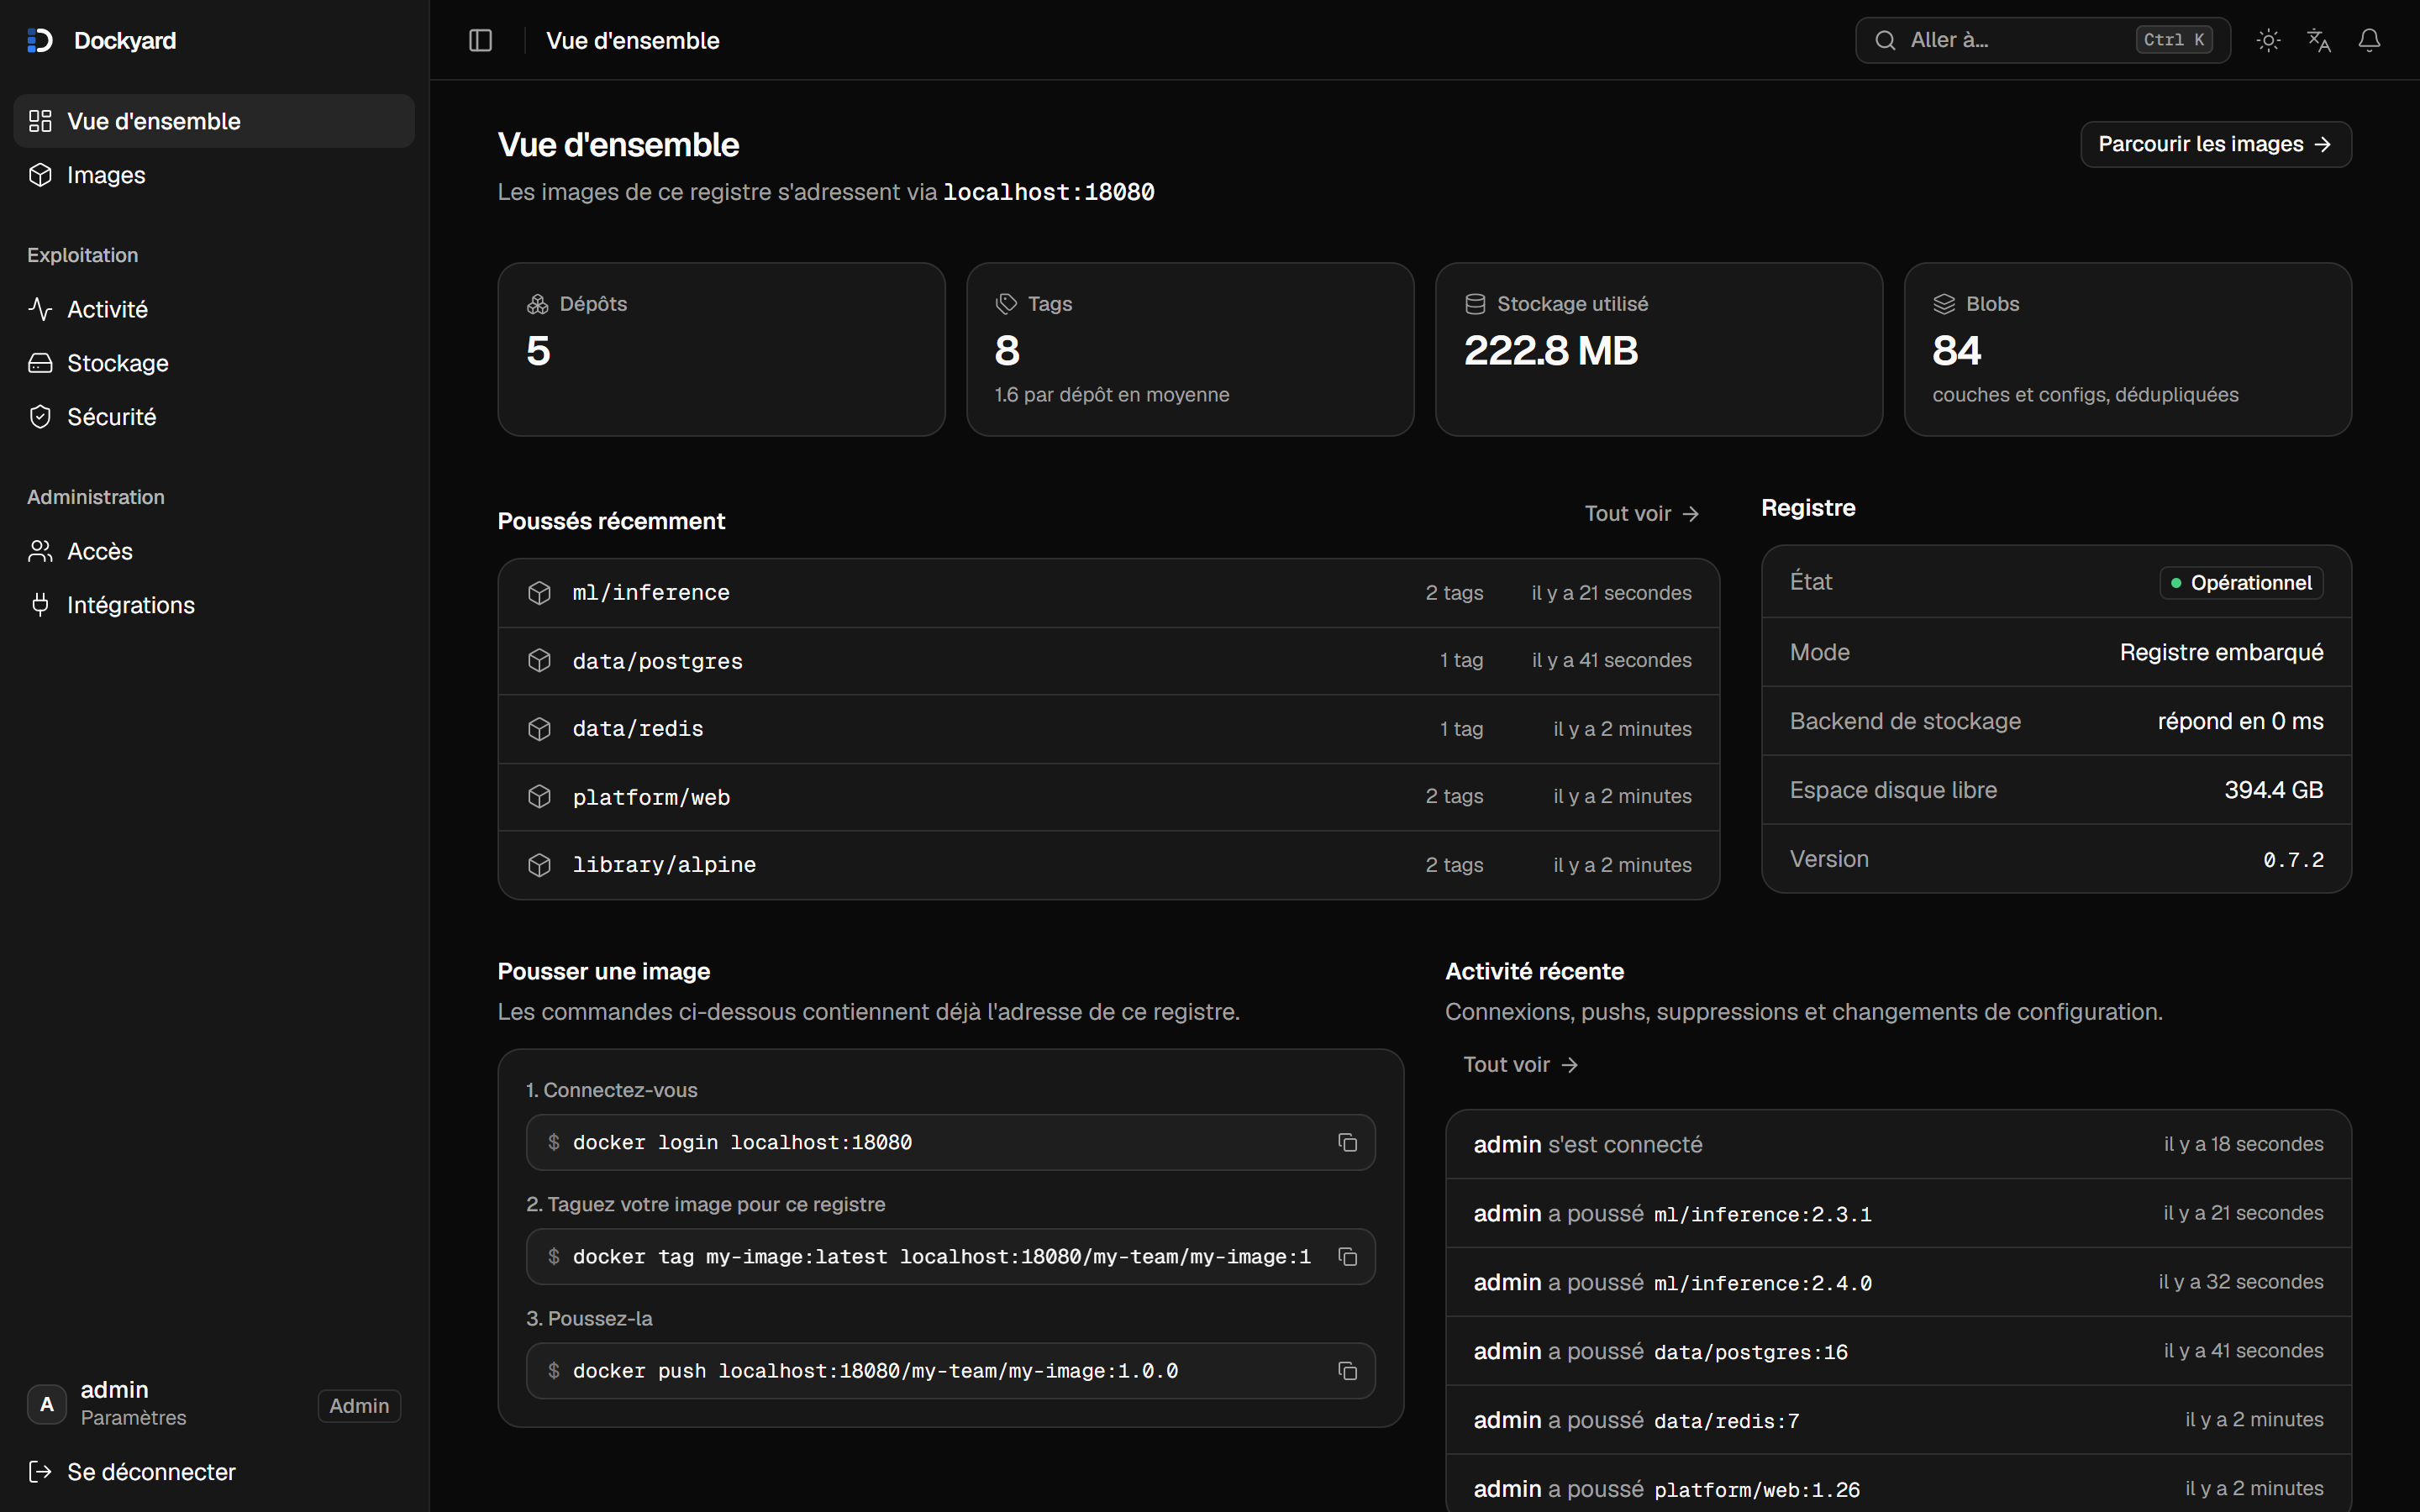 Dockyard
Vue d'ensemble
Images
Exploitation
Activité
Stockage
Sécurité
Administration
Accès
Intégrations
A
admin
Paramètres
Admin
Se déconnecter
Vue d'ensemble
Aller à...
Ctrl K
Vue d'ensemble
Les images de ce registre s'adressent via localhost:18080
Parcourir les images →
Dépôts
5
Tags
8
1.6 par dépôt en moyenne
Stockage utilisé
222.8 MB
Blobs
84
couches et configs, dédupliquées
Poussés récemment
Tout voir →
ml/inference 2 tags il y a 21 secondes
data/postgres 1 tag il y a 41 secondes
data/redis 1 tag il y a 2 minutes
platform/web 2 tags il y a 2 minutes
library/alpine 2 tags il y a 2 minutes
Registre
État Opérationnel
Mode Registre embarqué
Backend de stockage répond en 0 ms
Espace disque libre 394.4 GB
Version 0.7.2
Pousser une image
Les commandes ci-dessous contiennent déjà l'adresse de ce registre.
1. Connectez-vous
$ docker login localhost:18080
2. Taguez votre image pour ce registre
$ docker tag my-image:latest localhost:18080/my-team/my-image:1
3. Poussez-la
$ docker push localhost:18080/my-team/my-image:1.0.0
Activité récente
Connexions, pushs, suppressions et changements de configuration.
Tout voir →
admin s'est connecté il y a 18 secondes
admin a poussé ml/inference:2.3.1 il y a 21 secondes
admin a poussé ml/inference:2.4.0 il y a 32 secondes
admin a poussé data/postgres:16 il y a 41 secondes
admin a poussé data/redis:7 il y a 2 minutes
admin a poussé platform/web:1.26 il y a 2 minutes